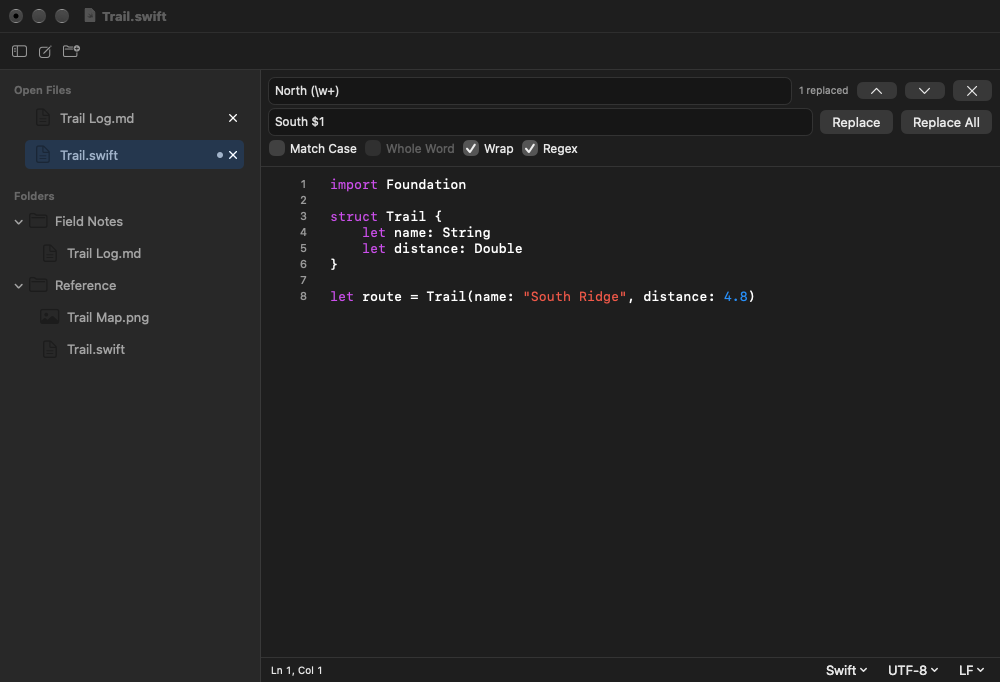 Trail.swift
Open Files
Trail Log.md
Trail.swift
Folders
Field Notes
Trail Log.md
Reference
Trail Map.png
Trail.swift
North (\w+)
1 replaced
South $1
Replace
Replace All
Match Case
Whole Word
Wrap
Regex
1 import Foundation
2
3 struct Trail {
4     let name: String
5     let distance: Double
6 }
7
8 let route = Trail(name: "South Ridge", distance: 4.8)
Ln 1, Col 1
Swift
UTF-8
LF